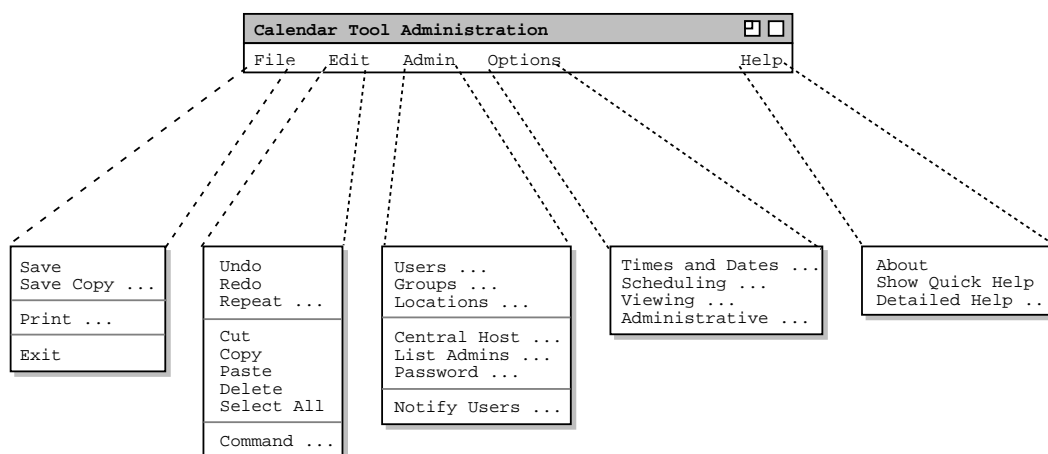 Calendar Tool Administration
File Edit Admin Options Help
Save
Save Copy ...
Print ...
Exit
Undo
Redo
Repeat ...
Cut
Copy
Paste
Delete
Select All
Command ...
Users ...
Groups ...
Locations ...
Central Host ...
List Admins ...
Password ...
Notify Users ...
Times and Dates ...
Scheduling ...
Viewing ...
Administrative ...
About
Show Quick Help
Detailed Help ..